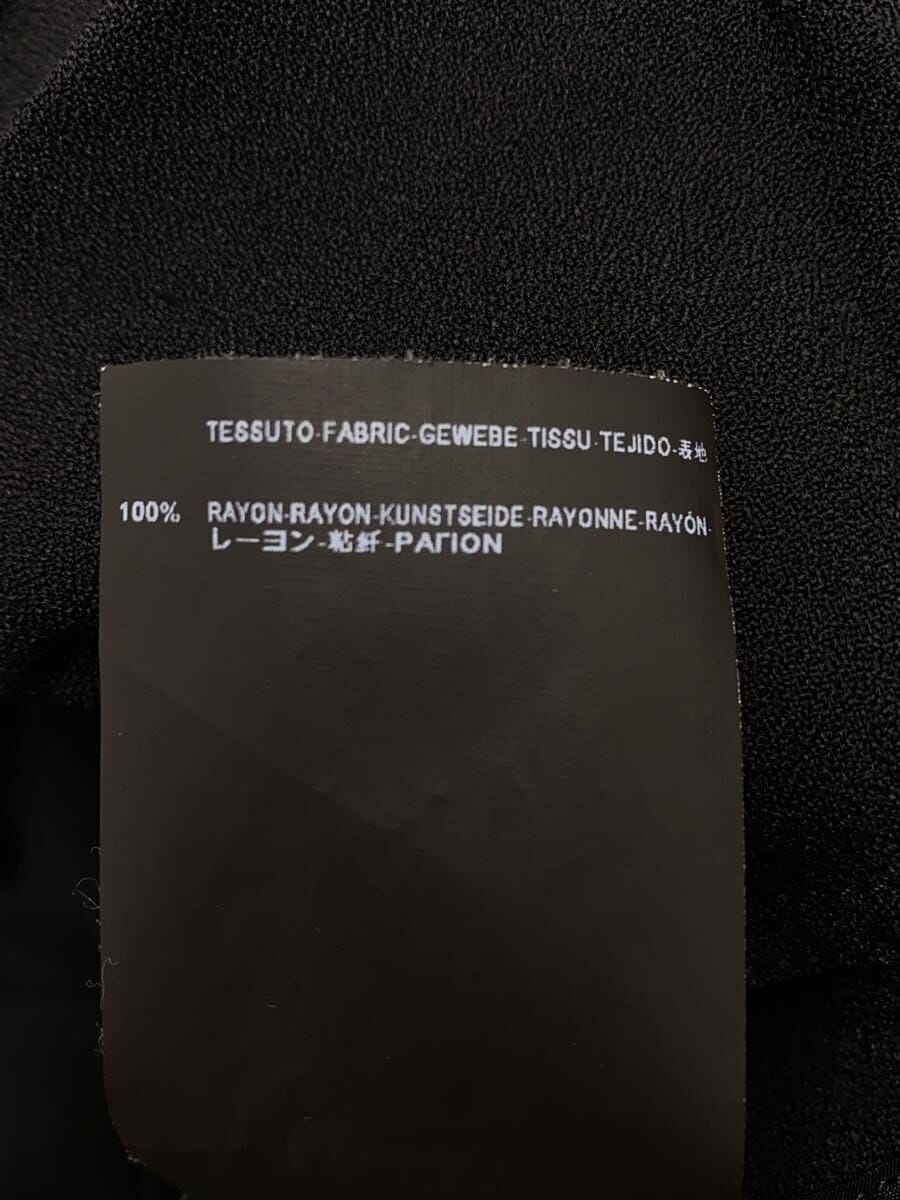 TESSUTO-FABRIC-GEWEBE-TISSU-TEJIDO-表地
100% RAYON-RAYON-KUNSTSEIDE-RAYONNE-RAYÓN-
レーヨン-粘纤-РАГІОN